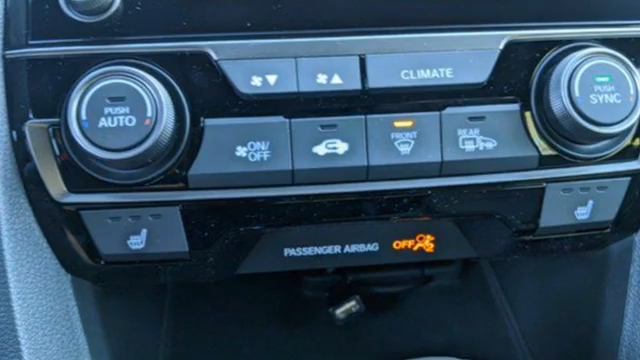 CLIMATE
PUSH
AUTO
PUSH
SYNC
ON/
OFF
FRONT
REAR
PASSENGER AIRBAG OFF